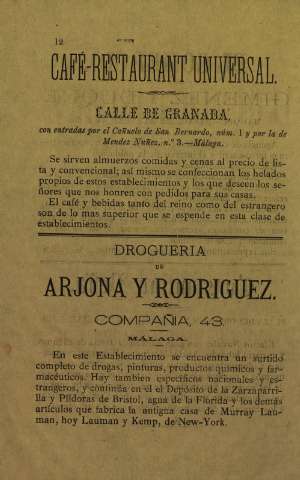 12
CAFÉ-RESTAURANT UNIVERSAL.
CALLE DE GRANADA.
con entradas por el Cañuelo de San Bernardo, núm. 1 y por la de
Mendez Nuñez, n.º 3.—Málaga.
Se sirven almuerzos comidas y cenas al precio de lis-
ta y convencional; así mismo se confeccionan los helados
propios de estos establecimientos y los que deseen los se-
ñores que nos honren con pedidos para sus casas.
El café y bebidas tanto del reino como del estrangero
son de lo mas superior que se espende en esta clase de
establecimientos.
DROGUERIA
DE
ARJONA Y RODRIGUEZ.
COMPAÑIA, 43.
MÁLAGA.
En este Establecimiento se encuentra un surtido
completo de drogas, pinturas, productos químicos y far-
macéuticos. Hay tambien específicos nacionales y es-
trangeros, y continúa en él el Depósito de la Zarzaparri-
lla y Píldoras de Bristol, agua de la Florida y los demás
artículos que fabrica la antigua casa de Murray Lau-
man, hoy Lauman y Kemp, de New-York.